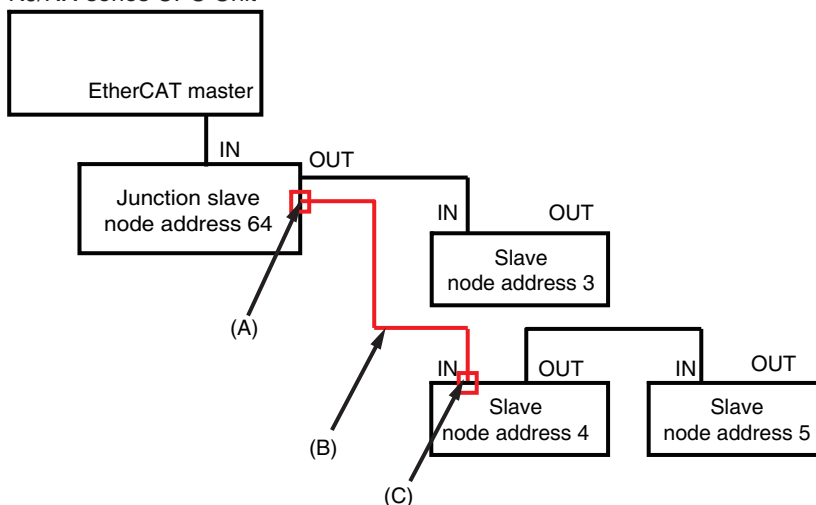 EtherCAT master
IN
OUT
Junction slave
node address 64
IN
OUT
Slave
node address 3
(A)
IN
OUT
IN
OUT
Slave
node address 4
Slave
node address 5
(B)
(C)